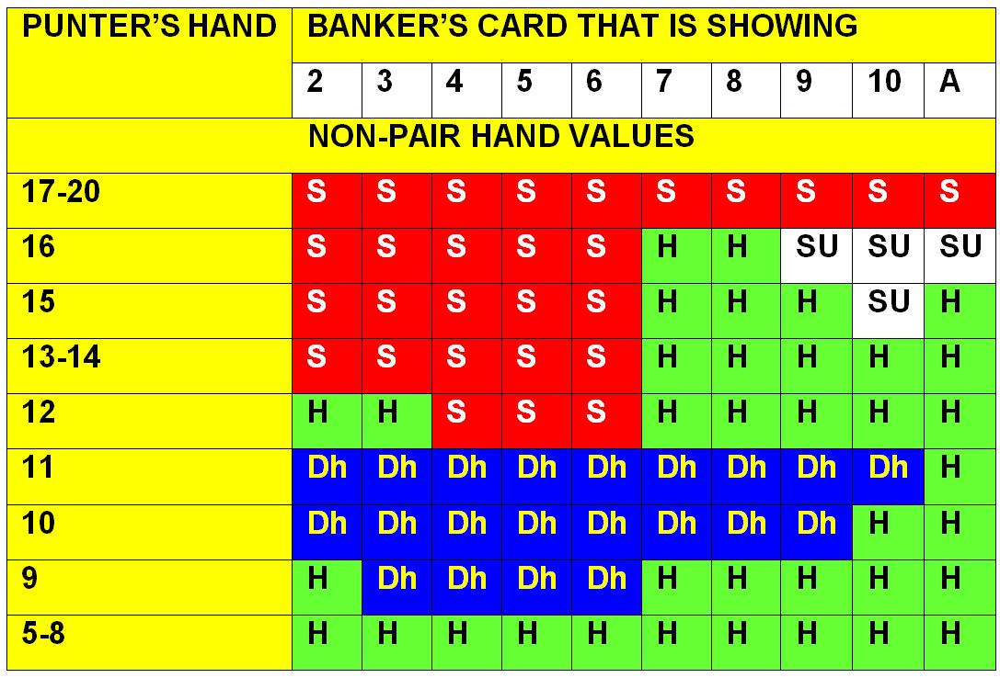 PUNTER'S HAND BANKER'S CARD THAT IS SHOWING
2 3 4 5 6 7 8 9 10 A
NON-PAIR HAND VALUES
17-20 S S S S S S S S S S
16 S S S S S H H SU SU SU
15 S S S S S H H H SU H
13-14 S S S S S H H H H H
12 H H S S S H H H H H
11 Dh Dh Dh Dh Dh Dh Dh Dh Dh H
10 Dh Dh Dh Dh Dh Dh Dh Dh H H
9 H Dh Dh Dh Dh H H H H H
5-8 H H H H H H H H H H